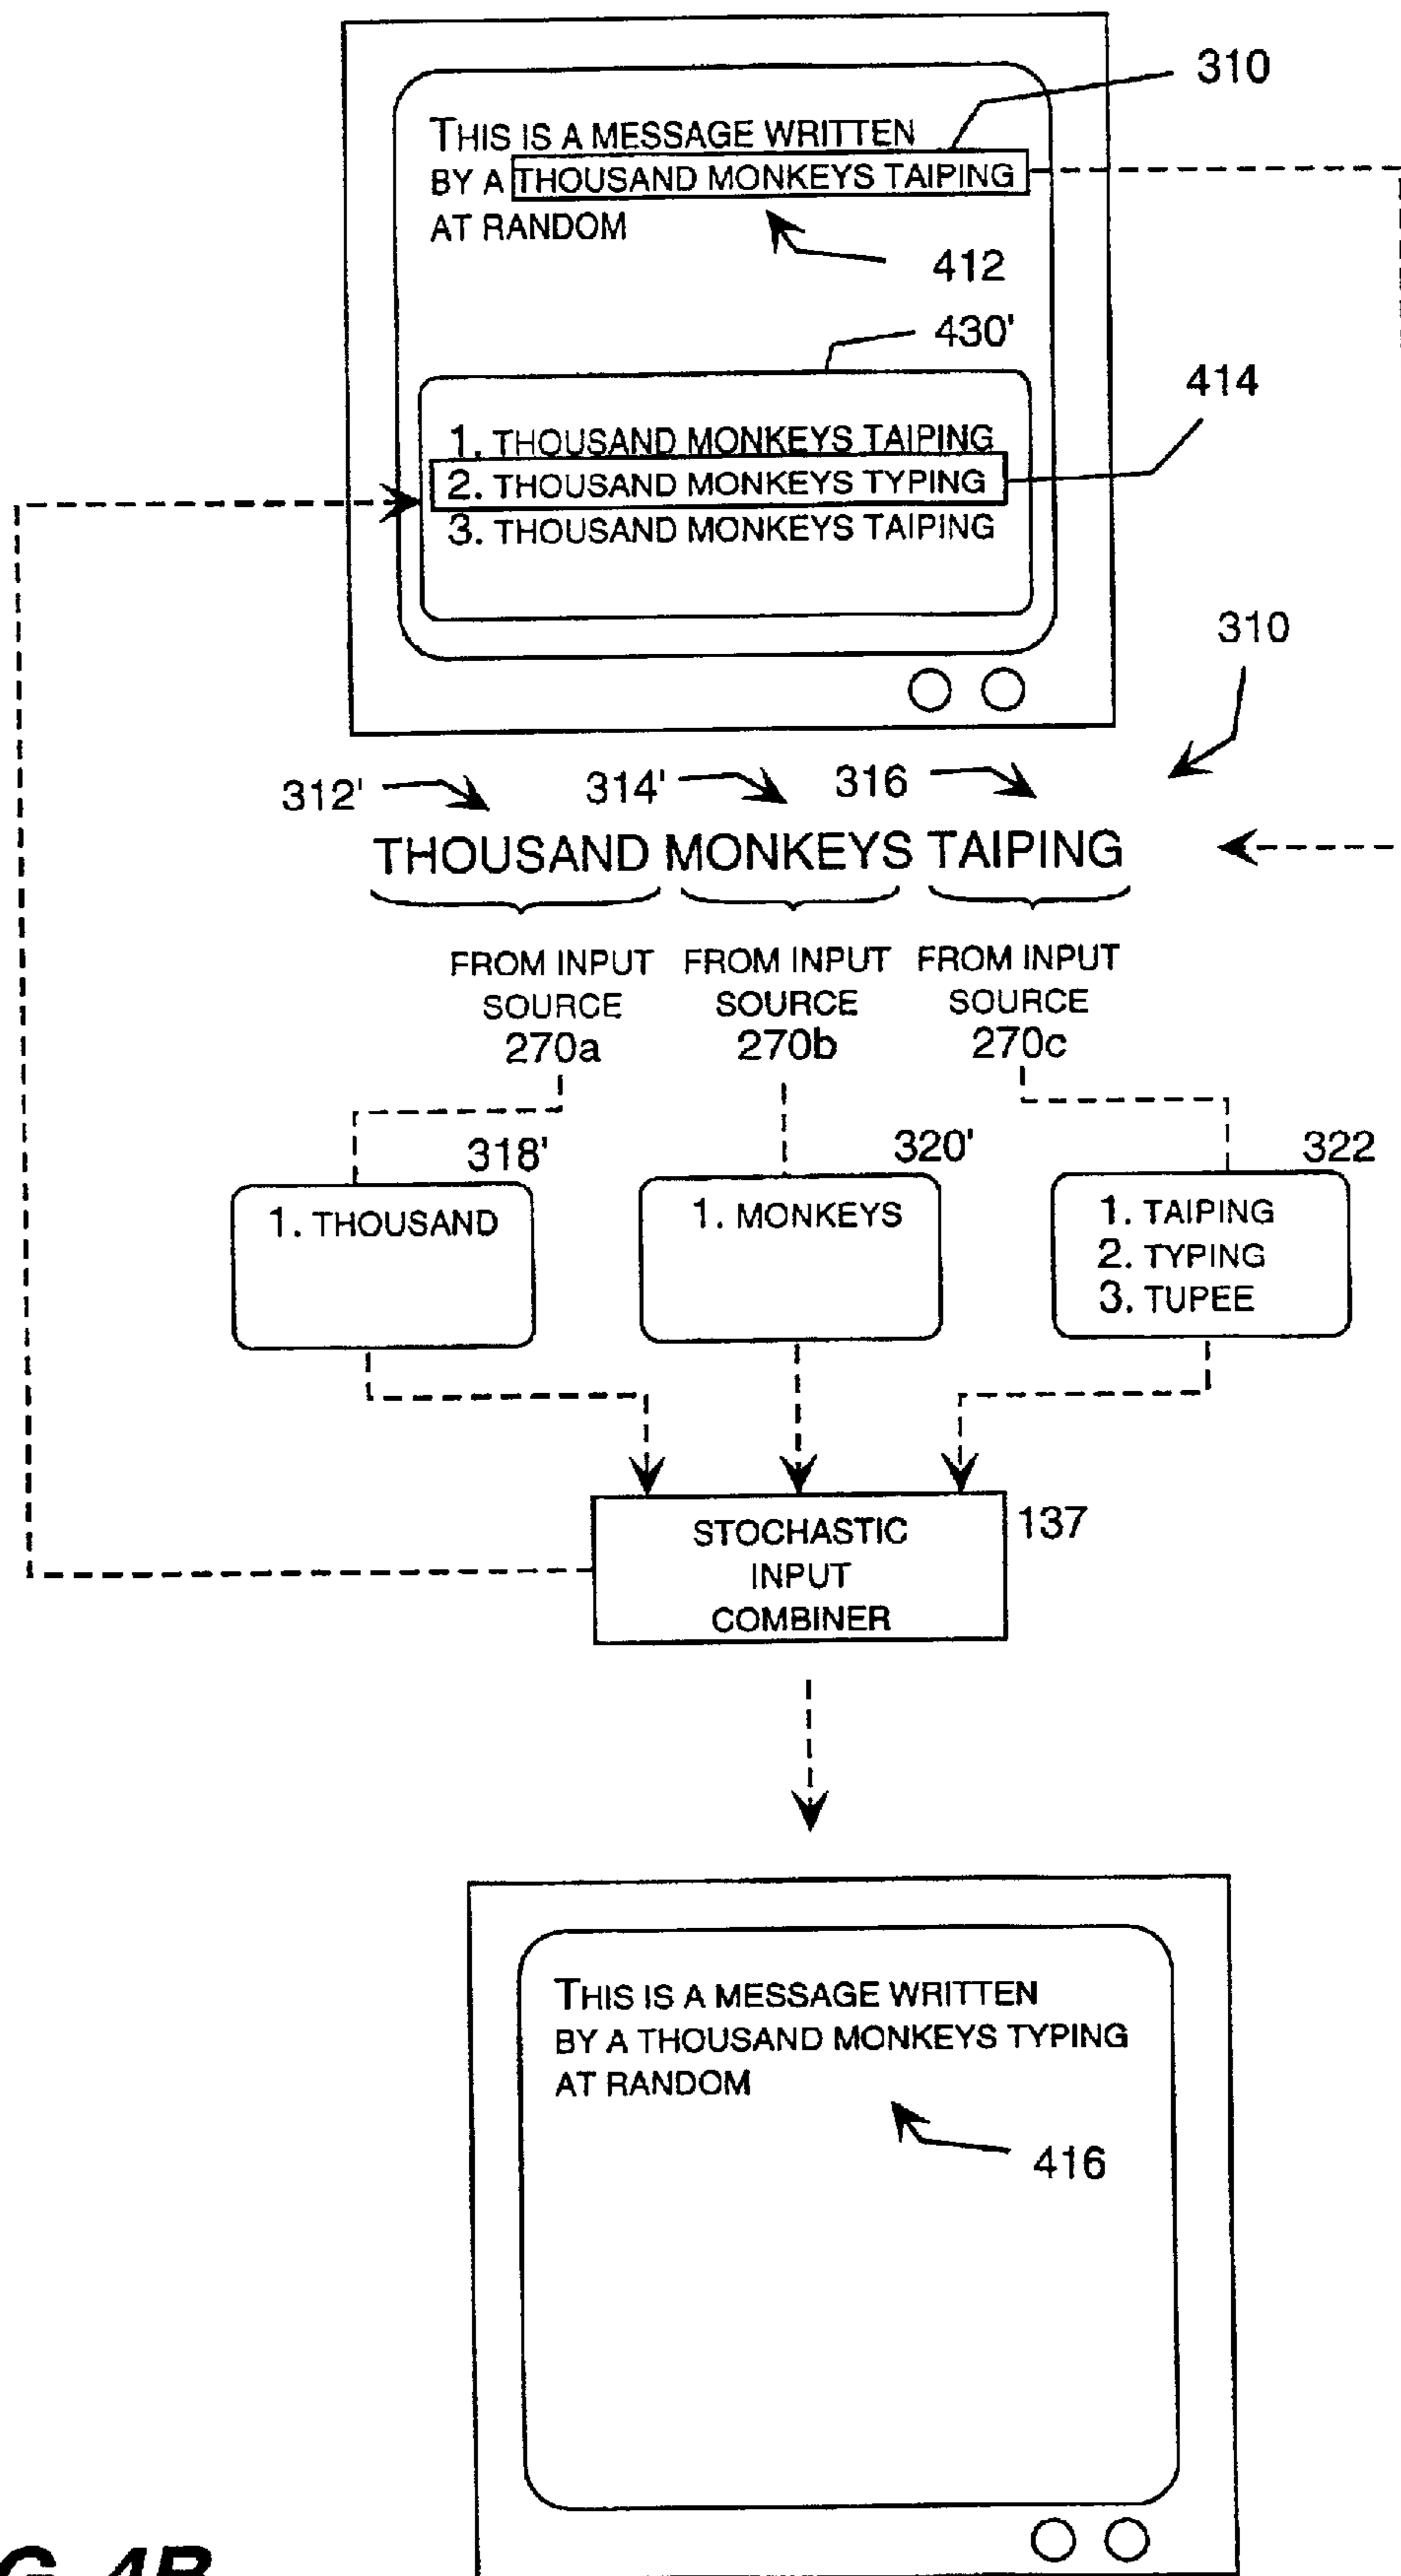 310
THIS IS A MESSAGE WRITTEN
BY A THOUSAND MONKEYS TAIPING
AT RANDOM
412
430'
414
1. THOUSAND MONKEYS TAIPING
2. THOUSAND MONKEYS TYPING
3. THOUSAND MONKEYS TAIPING
310
312' 314' 316
THOUSAND MONKEYS TAIPING
FROM INPUT FROM INPUT FROM INPUT
SOURCE SOURCE SOURCE
270a 270b 270c
318' 320' 322
1. THOUSAND
1. MONKEYS
1. TAIPING
2. TYPING
3. TUPEE
STOCHASTIC
INPUT
COMBINER
137
THIS IS A MESSAGE WRITTEN
BY A THOUSAND MONKEYS TYPING
AT RANDOM
416
G. 4B